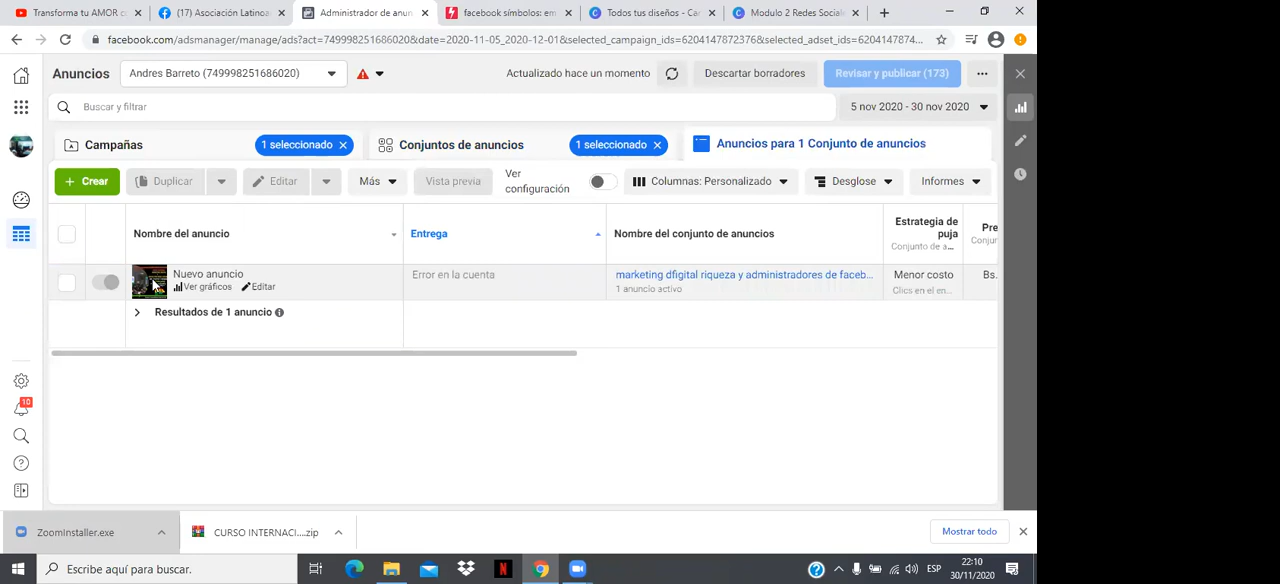 Transforma tu AMOR c
(17) Asociación Latinoa
Administrador de anun
facebook símbolos: em
Todos tus diseños - Ca
Modulo 2 Redes Sociale
facebook.com/adsmanager/manage/ads?act=749998251686020&date=2020-11-05_2020-12-01&selected_campaign_ids=6204147872376&selected_adset_ids=6204147874...
Anuncios
Andres Barreto (749998251686020)
Actualizado hace un momento
Descartar borradores
Revisar y publicar (173)
Buscar y filtrar
5 nov 2020 - 30 nov 2020
Campañas
1 seleccionado
Conjuntos de anuncios
1 seleccionado
Anuncios para 1 Conjunto de anuncios
+ Crear
Duplicar
Editar
Más
Vista previa
Ver
configuración
Columnas: Personalizado
Desglose
Informes
Nombre del anuncio
Entrega
Nombre del conjunto de anuncios
Estrategia de
puja
Conjunto de a...
Pre
Conjur
Nuevo anuncio
Ver gráficos
Editar
Error en la cuenta
marketing dfigital riqueza y administradores de faceb...
1 anuncio activo
Menor costo
Clics en el en...
Bs.
Resultados de 1 anuncio
10
ZoomInstaller.exe
CURSO INTERNACI....zip
Mostrar todo
Escribe aquí para buscar.
ESP
22:10
30/11/2020